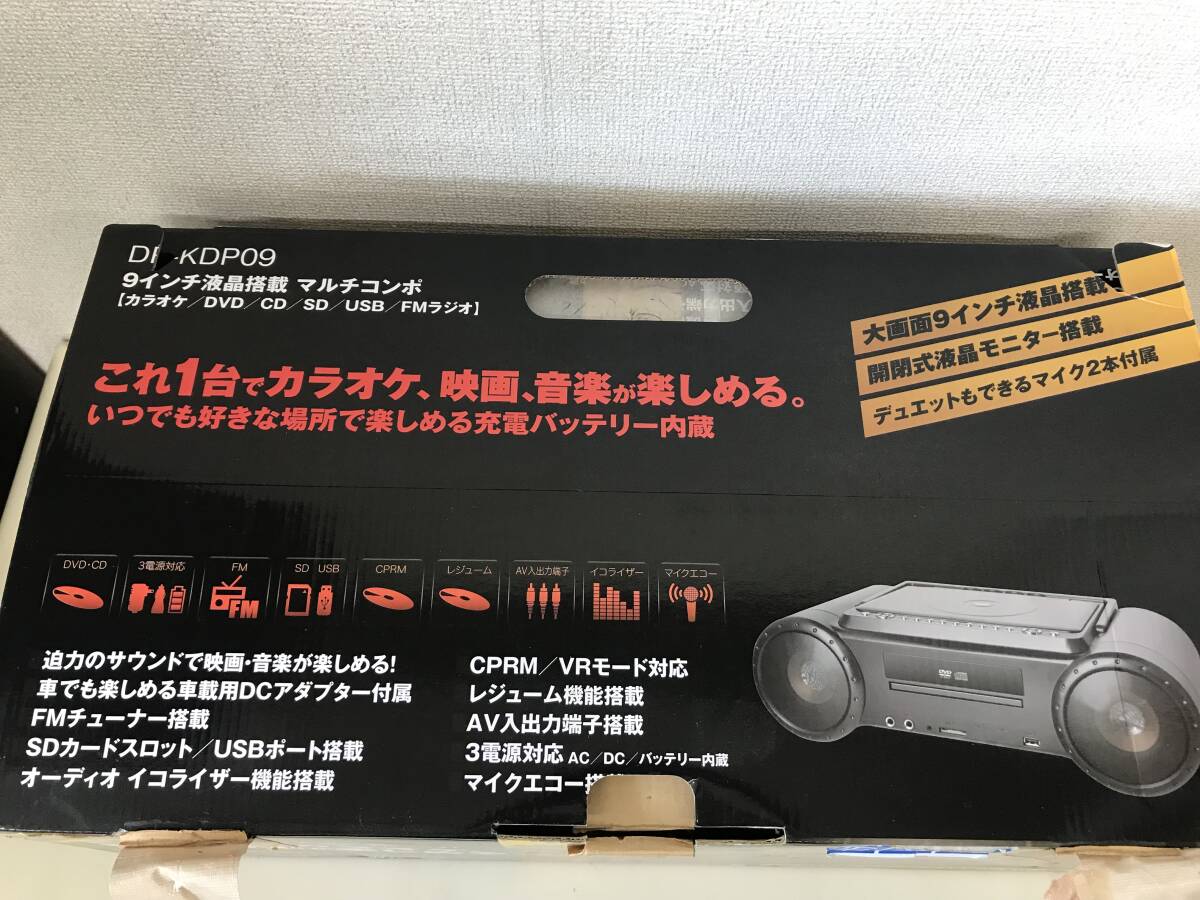 KDP09
9インチ液晶搭載 マルチコンポ
【カラオケ/DVD/CD/SD/USB/FMラジオ】
大画面9インチ液晶搭載
開閉式液晶モニター搭載
デュエットもできるマイク2本付属
これ1台でカラオケ、映画、音楽が楽しめる。
いつでも好きな場所で楽しめる充電バッテリー内蔵
DVD・CD
3電源対応
FM
SD USB
CPRM
レジューム
AV入出力端子
イコライザー
マイクエコー
FM
迫力のサウンドで映画・音楽が楽しめる!
車でも楽しめる車載用DCアダプター付属
FMチューナー搭載
SDカードスロット/USBポート搭載
オーディオ イコライザー機能搭載
CPRM/VRモード対応
レジューム機能搭載
AV入出力端子搭載
3電源対応 AC/DC/バッテリー内蔵
マイクエコー